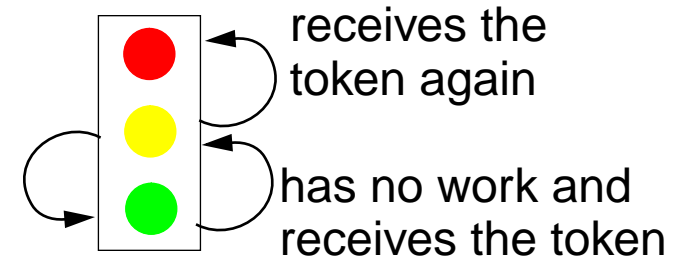 receives the
token again
has no work and
receives the token